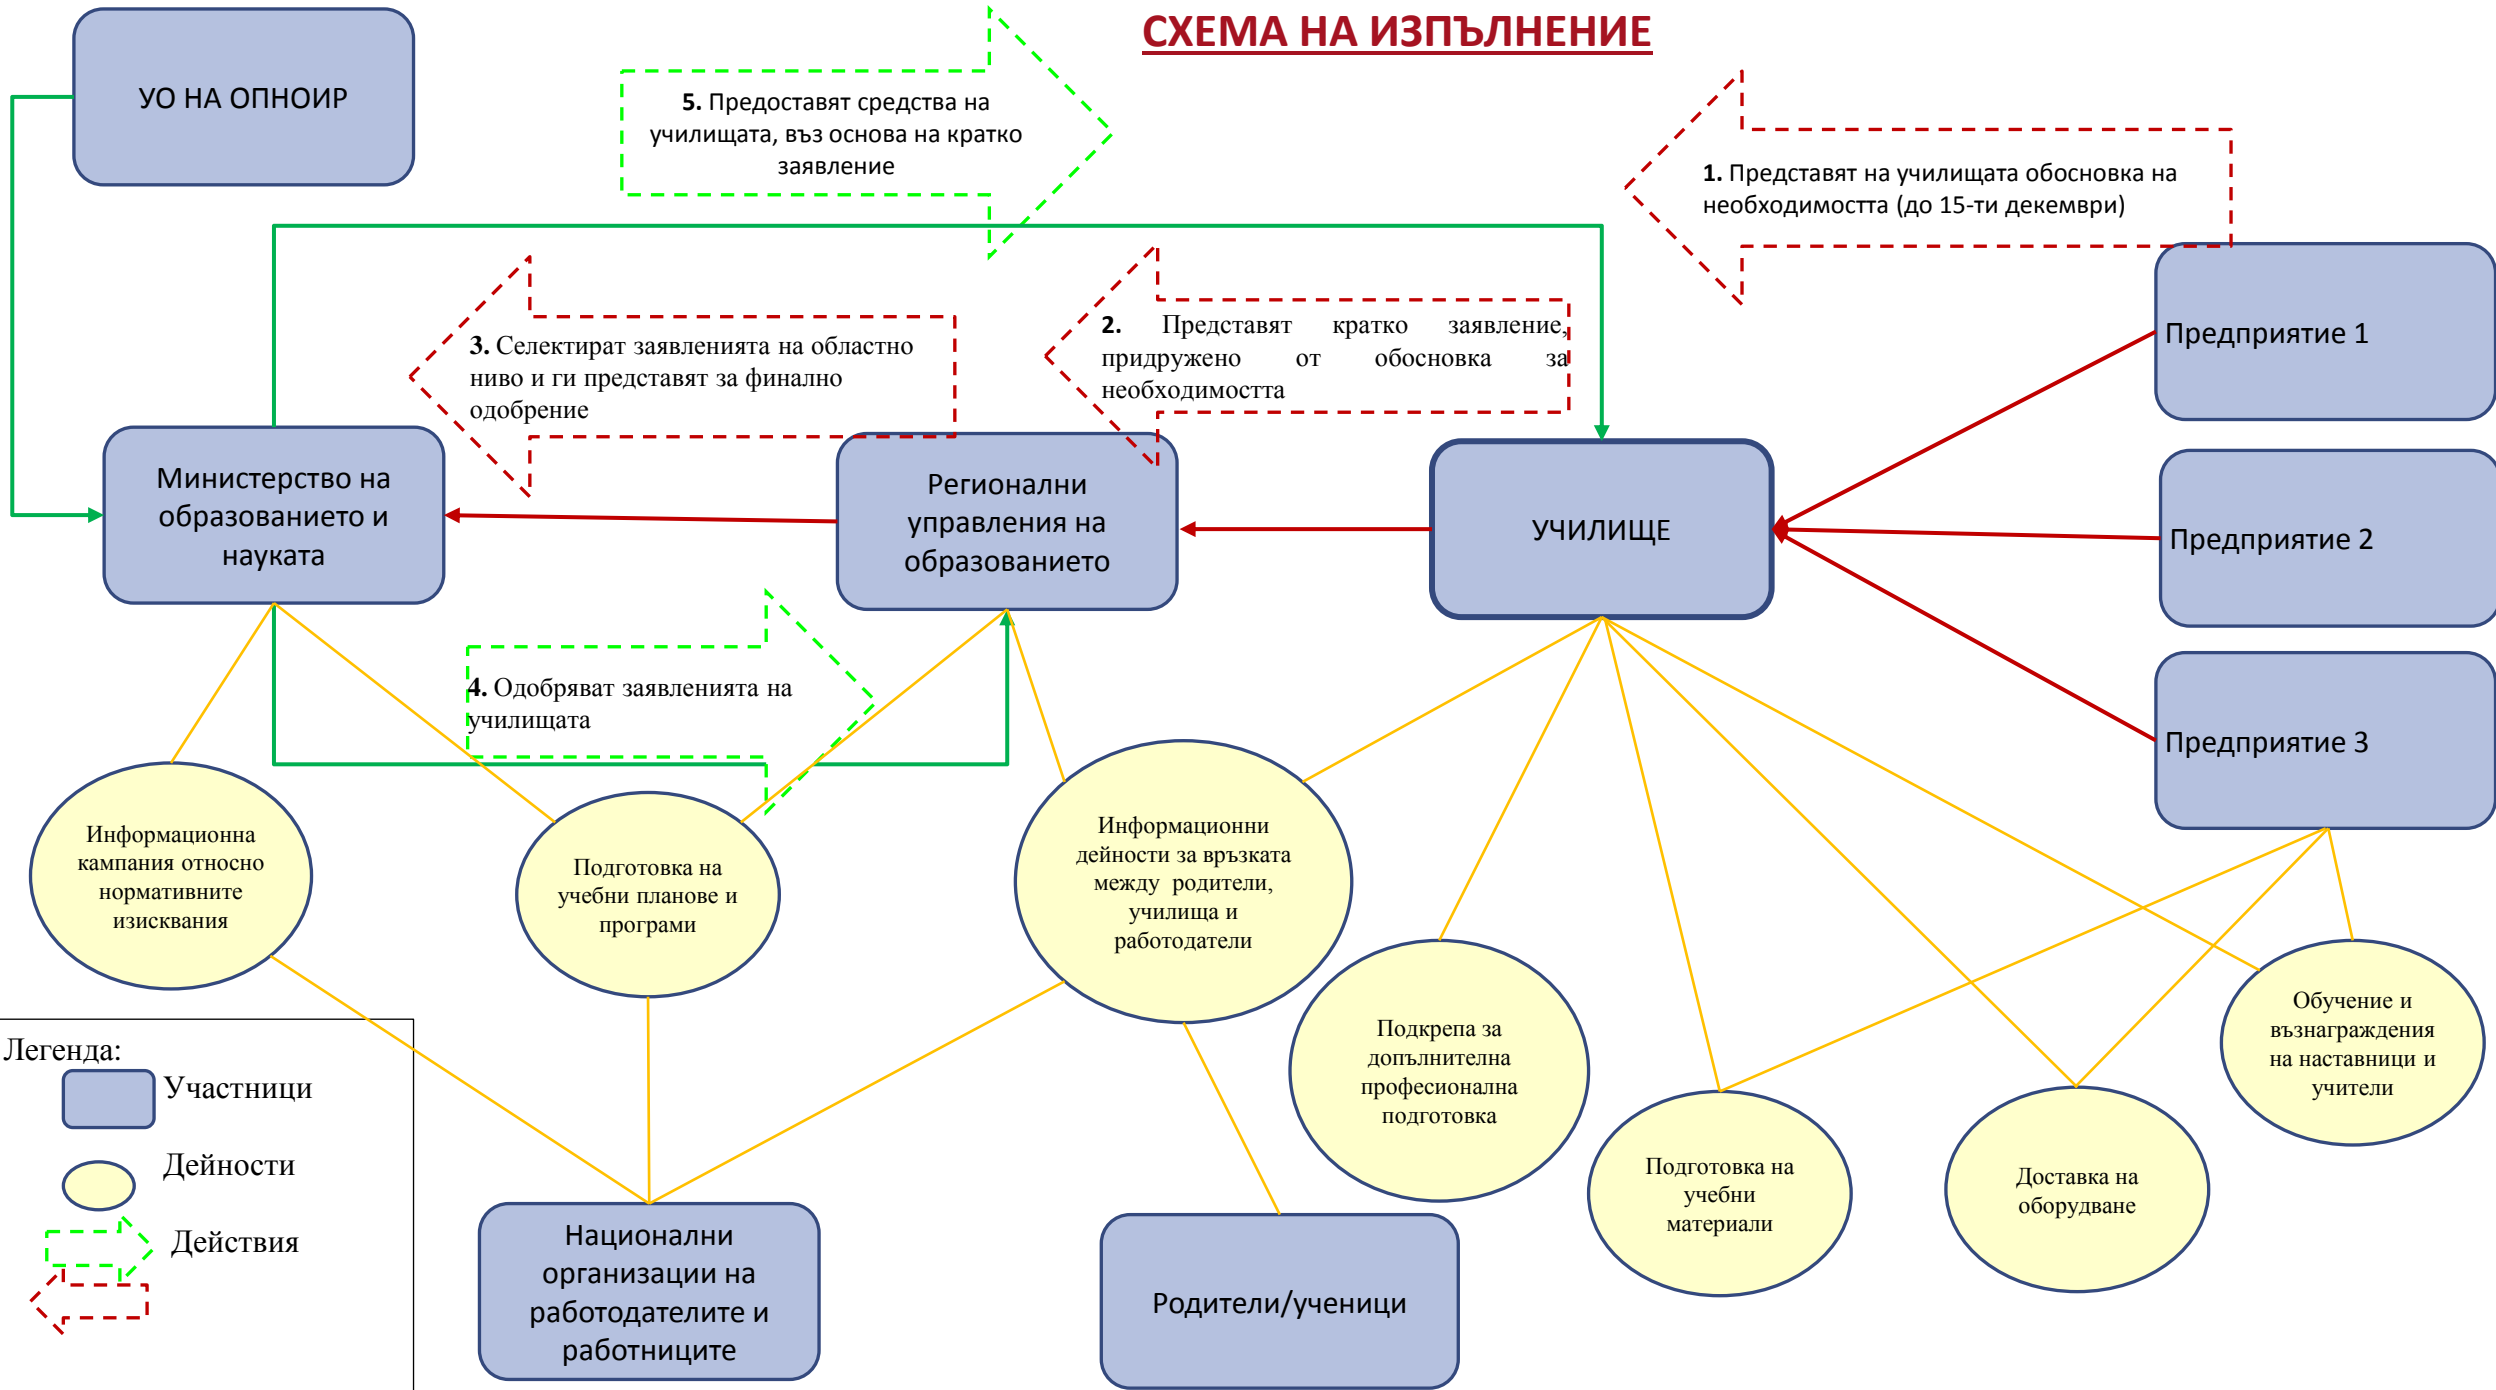 СХЕМА НА ИЗПЪЛНЕНИЕ
УО НА ОПНОИР
5. Предоставят средства на
училищата, въз основа на кратко
заявление
1. Представят на училищата обосновка на
необходимостта (до 15-ти декември)
3. Селектират заявленията на областно
ниво и ги представят за финално
одобрение
2. Представят кратко заявление,
придружено от обосновка за
необходимостта
Предприятие 1
Министерство на
образованието и
науката
Регионални
управления на
образованието
УЧИЛИЩЕ
Предприятие 2
4. Одобряват заявленията на
училищата
Предприятие 3
Информационна
кампания относно
нормативните
изисквания
Подготовка на
учебни планове и
програми
Информационни
дейности за връзката
между родители,
училища и
работодатели
Подкрепа за
допълнителна
професионална
подготовка
Подготовка на
учебни
материали
Доставка на
оборудване
Обучение и
възнаграждения
на наставници и
учители
Легенда:
Участници
Дейности
Действия
Национални
организации на
работодателите и
работниците
Родители/ученици